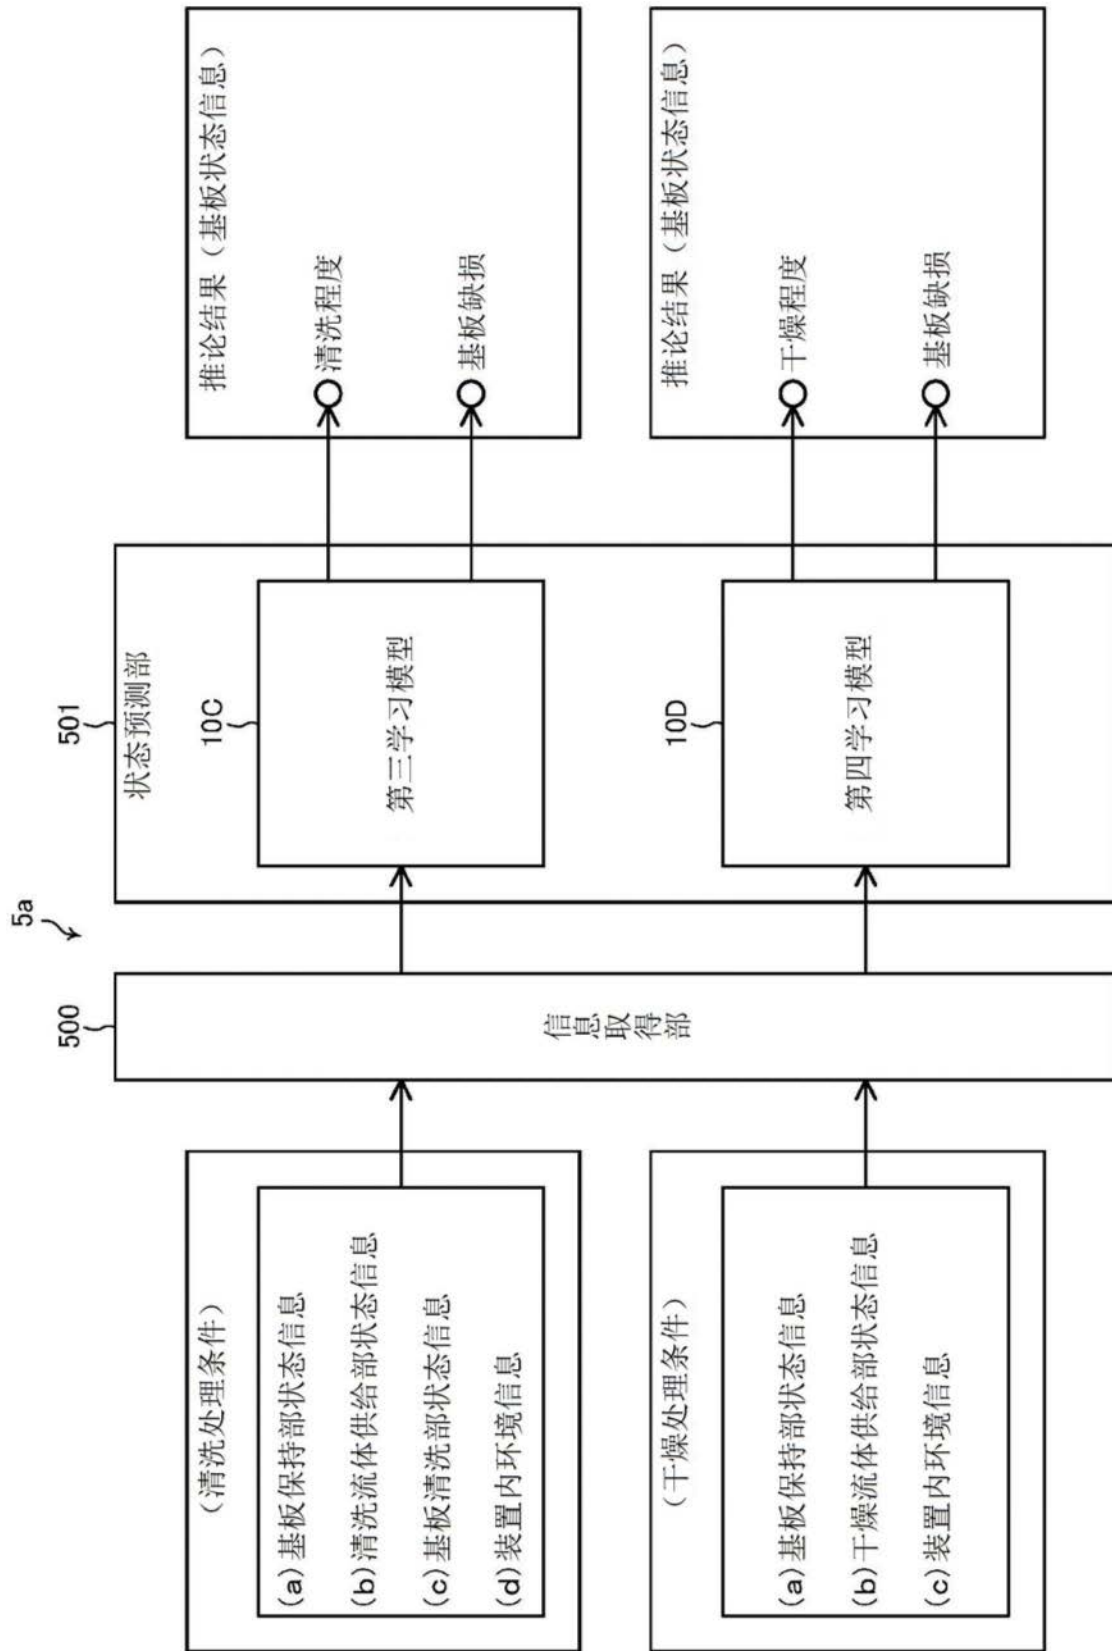 5a
(清洗处理条件)
(a)基板保持部状态信息
(b)清洗流体供给部状态信息
(c)基板清洗部状态信息
(d)装置内环境信息
(干燥处理条件)
(a)基板保持部状态信息
(b)干燥流体供给部状态信息
(c)装置内环境信息
500
信息取得部
501
状态预测部
10C
第三学习模型
10D
第四学习模型
推论结果（基板状态信息）
清洗程度
基板缺损
推论结果（基板状态信息）
干燥程度
基板缺损